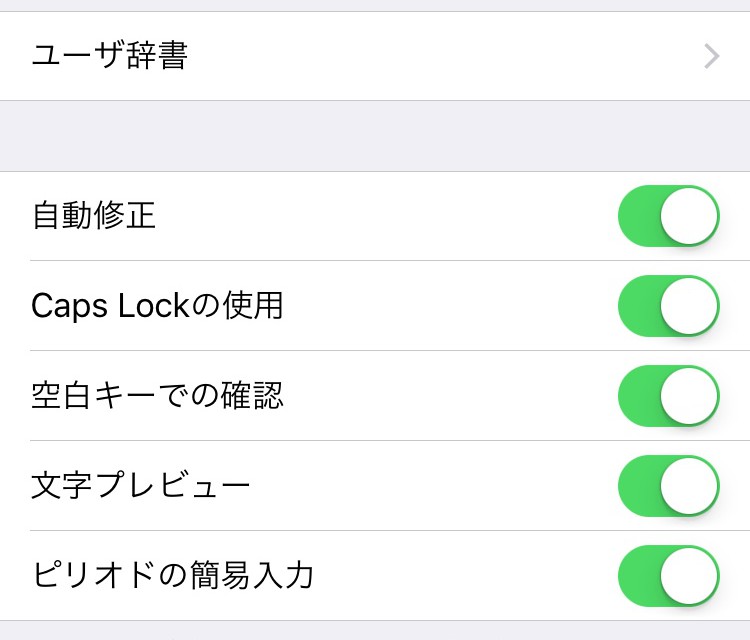 ユーザ辞書
自動修正
Caps Lockの使用
空白キーでの確認
文字プレビュー
ピリオドの簡易入力